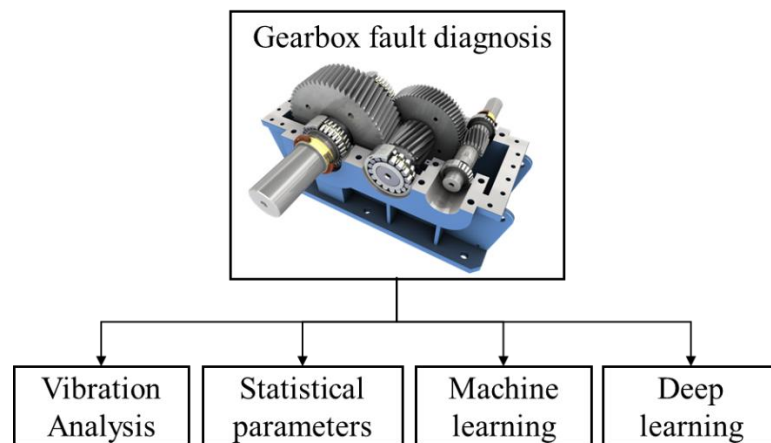 Gearbox fault diagnosis
Vibration
Analysis
Statistical
parameters
Machine
learning
Deep
learning